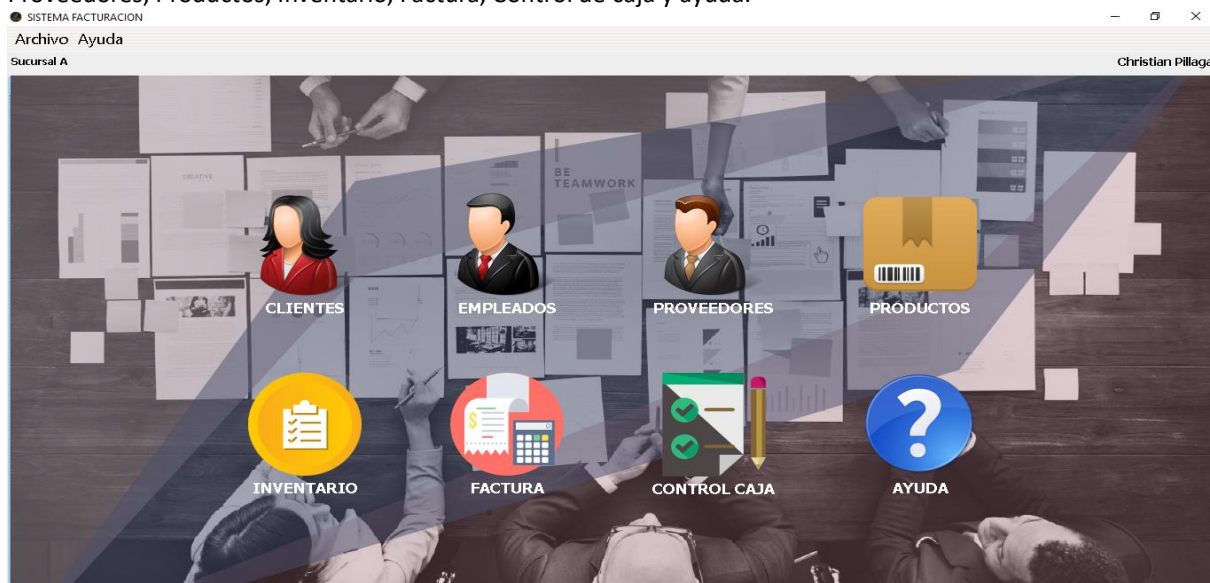 Proveedores, Productos, Inventario, Factura, Control de caja y ayuda.
SISTEMA FACTURACION
Archivo Ayuda
Sucursal A
Christian Pillaga
CREATIVE
BE
TEAMWORK
CLIENTES EMPLEADOS PROVEEDORES PRODUCTOS
INVENTARIO FACTURA CONTROL CAJA AYUDA